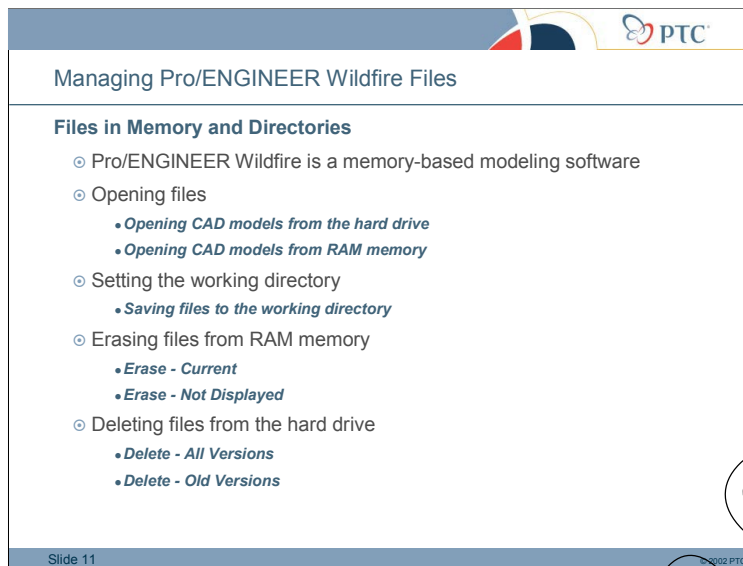 PTC
Managing Pro/ENGINEER Wildfire Files
Files in Memory and Directories
Pro/ENGINEER Wildfire is a memory-based modeling software
Opening files
Opening CAD models from the hard drive
Opening CAD models from RAM memory
Setting the working directory
Saving files to the working directory
Erasing files from RAM memory
Erase - Current
Erase - Not Displayed
Deleting files from the hard drive
Delete - All Versions
Delete - Old Versions
Slide 11
© 2002 PTC